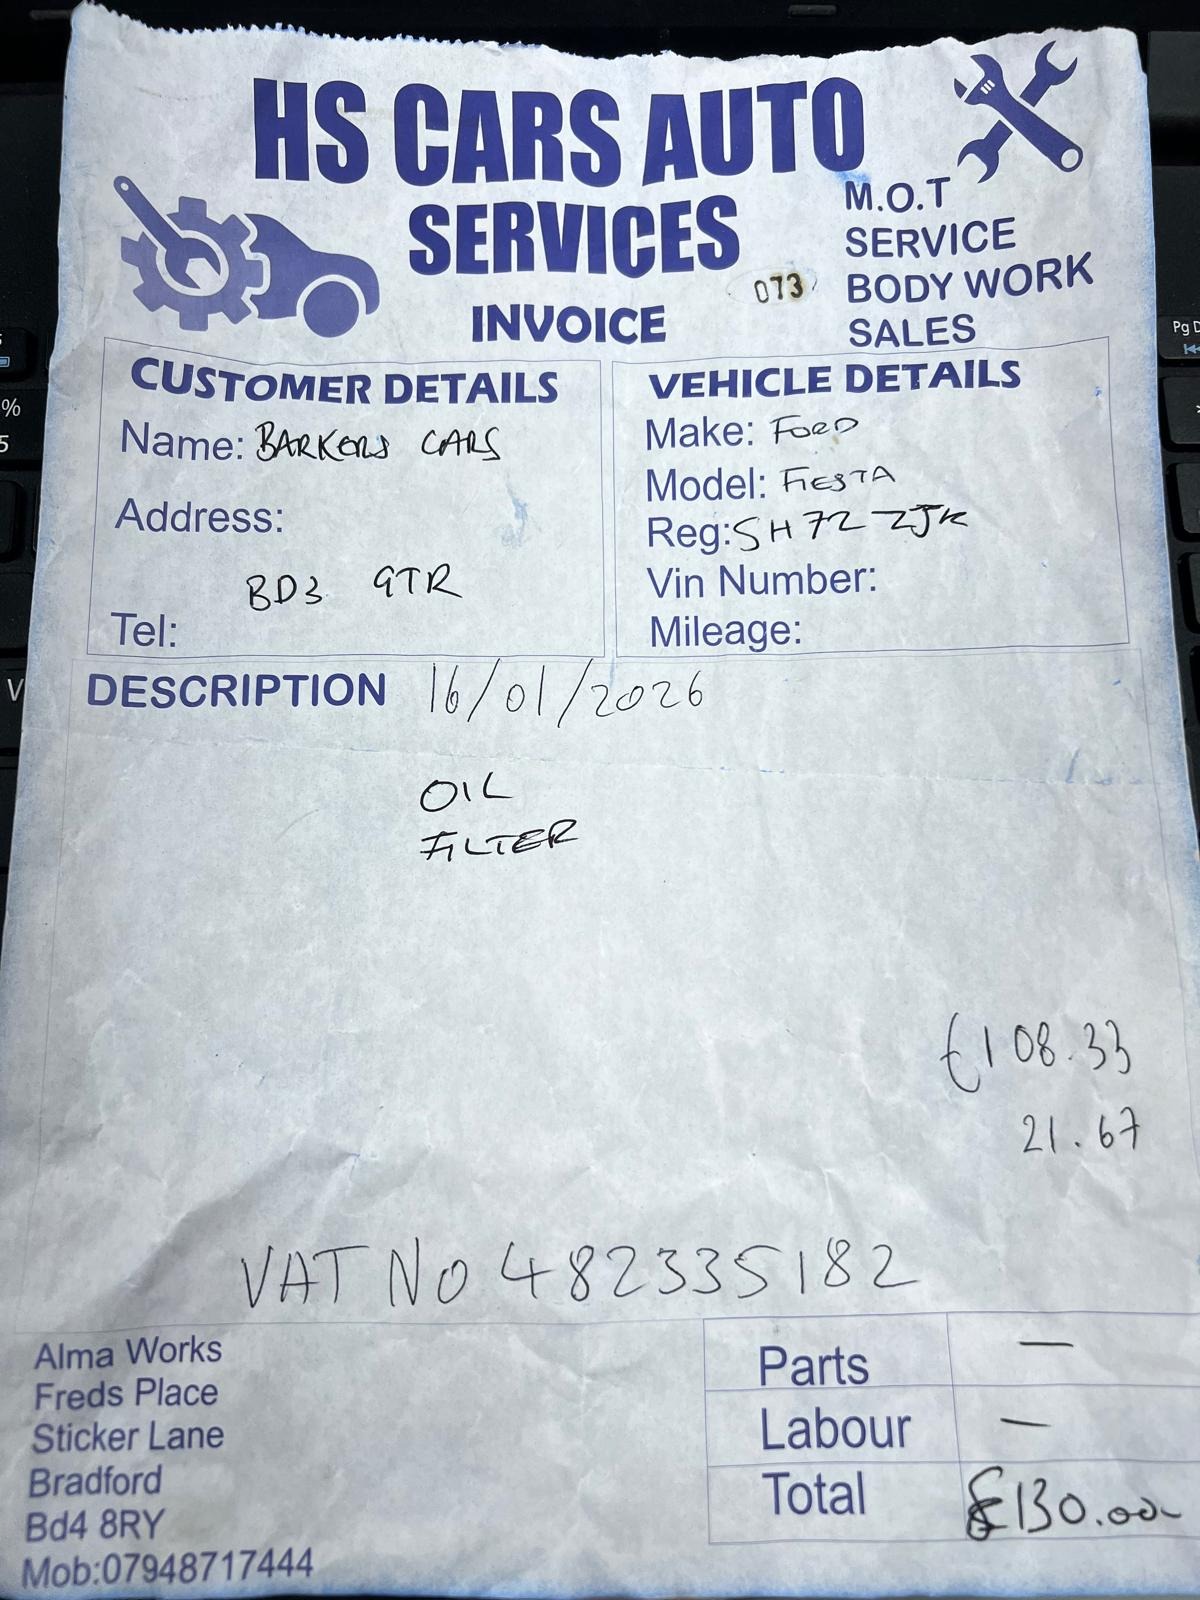 HS CARS AUTO
SERVICES
INVOICE
073
M.O.T
SERVICE
BODY WORK
SALES
CUSTOMER DETAILS
Name: BARKERS CARS
Address:
BD3 9TR
Tel:
VEHICLE DETAILS
Make: FORD
Model: FIESTA
Reg: SH72 ZJK
Vin Number:
Mileage:
DESCRIPTION 16/01/2026
OIL
FILTER
£108.33
21.67
VAT NO 482335182
Alma Works
Freds Place
Sticker Lane
Bradford
Bd4 8RY
Mob:07948717444
Parts —
Labour —
Total £130.00
Pg D
%
5
V